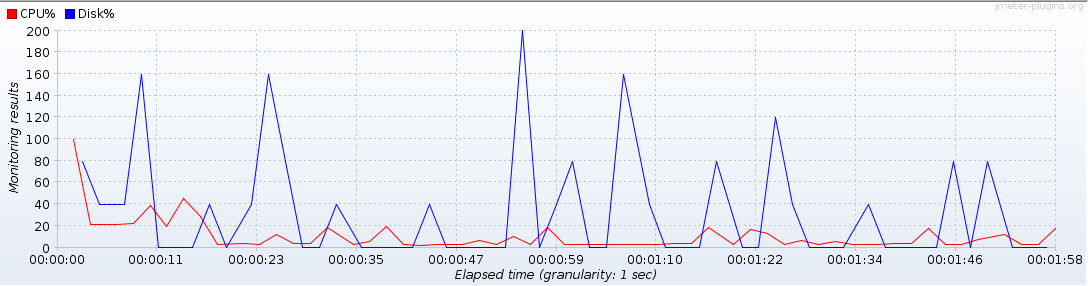 jmeter-plugins.org
CPU% Disk%
200
180
160
140
120
100
80
60
40
20
0
Monitoring results
00:00:00 00:00:11 00:00:23 00:00:35 00:00:47 00:00:59 00:01:10 00:01:22 00:01:34 00:01:46 00:01:58
Elapsed time (granularity: 1 sec)